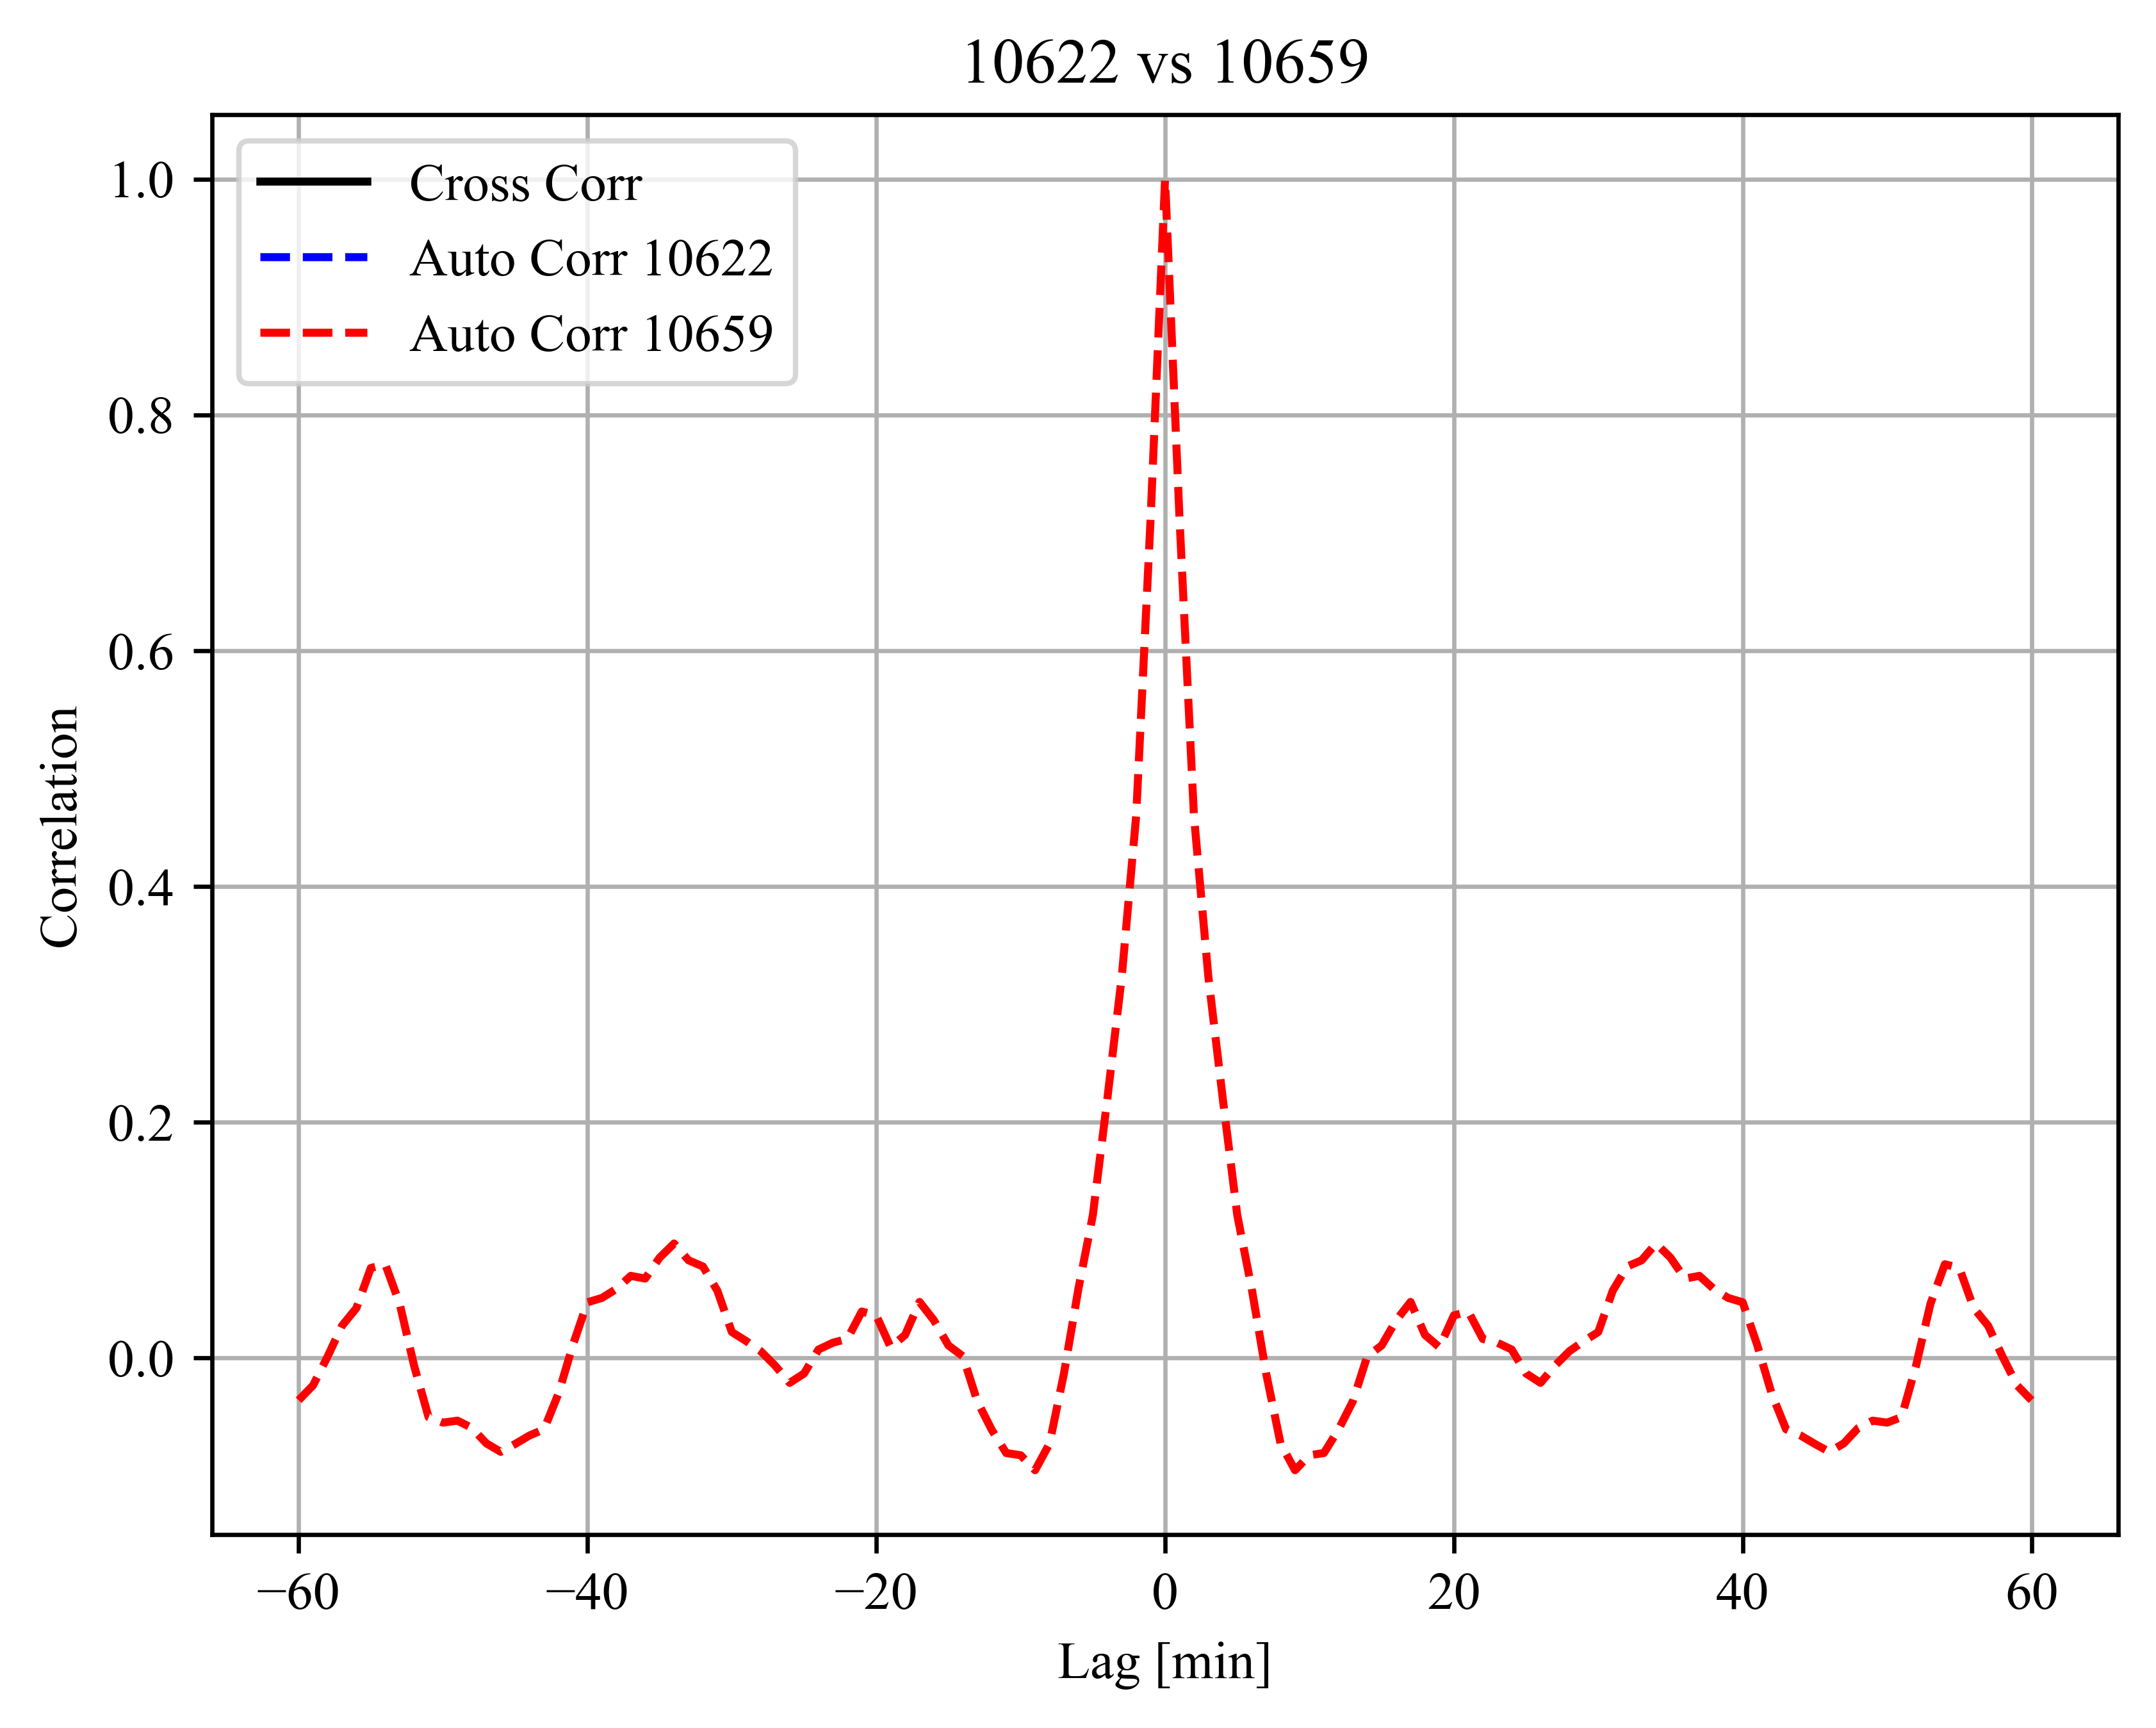 10622 vs 10659
Cross Corr
Auto Corr 10622
Auto Corr 10659
1.0
0.8
0.6
0.4
0.2
0.0
Correlation
−60
−40
−20
0
20
40
60
Lag [min]